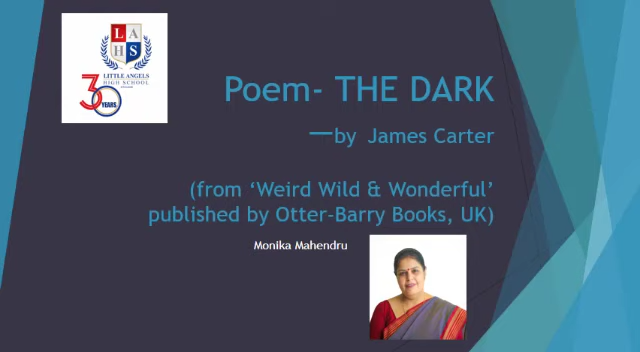 L A
H S
LITTLE ANGELS
HIGH SCHOOL
30
YEARS
Poem- THE DARK
—by James Carter
(from ‘Weird Wild & Wonderful’
published by Otter-Barry Books, UK)
Monika Mahendru